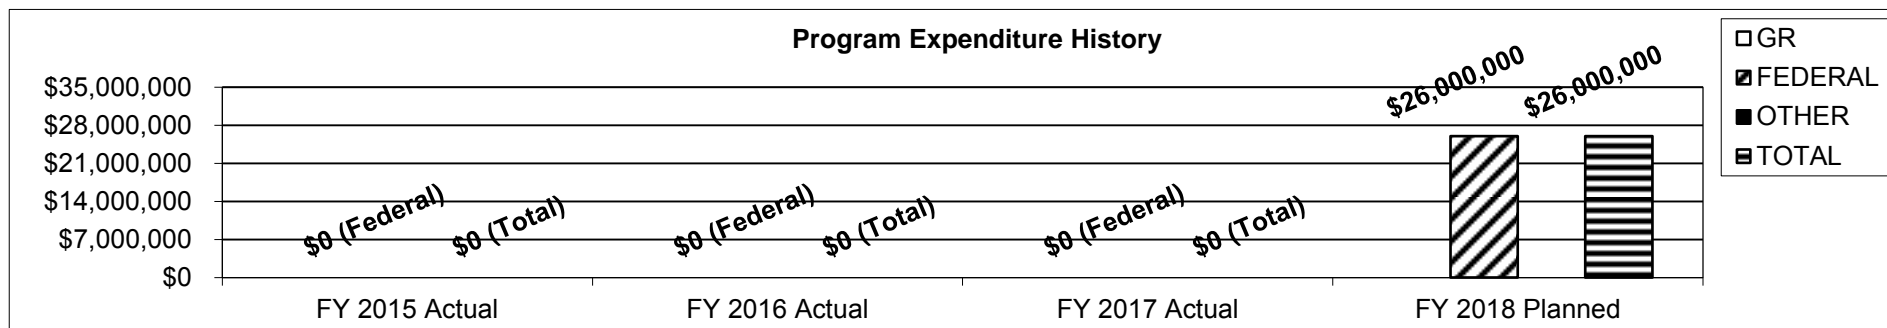 Program Expenditure History
GR
FEDERAL
OTHER
TOTAL
$35,000,000
$28,000,000
$21,000,000
$14,000,000
$7,000,000
$0
$0 (Federal)
$0 (Total)
$0 (Federal)
$0 (Total)
$0 (Federal)
$0 (Total)
$26,000,000
$26,000,000
FY 2015 Actual
FY 2016 Actual
FY 2017 Actual
FY 2018 Planned